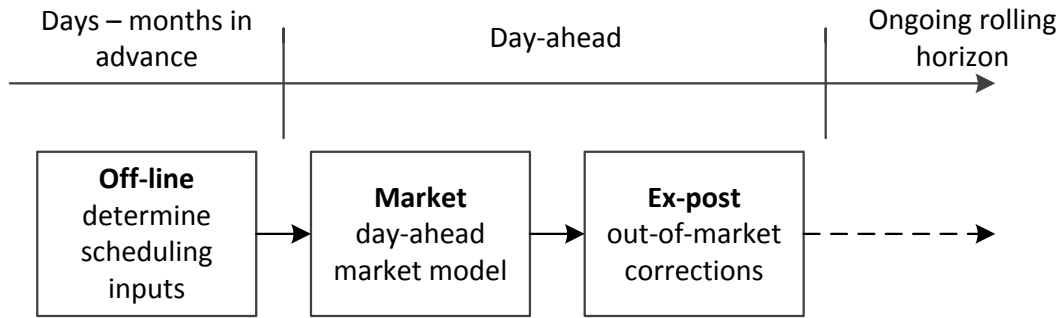 Days – months in
advance
Day-ahead
Ongoing rolling
horizon
Off-line
determine
scheduling
inputs
Market
day-ahead
market model
Ex-post
out-of-market
corrections